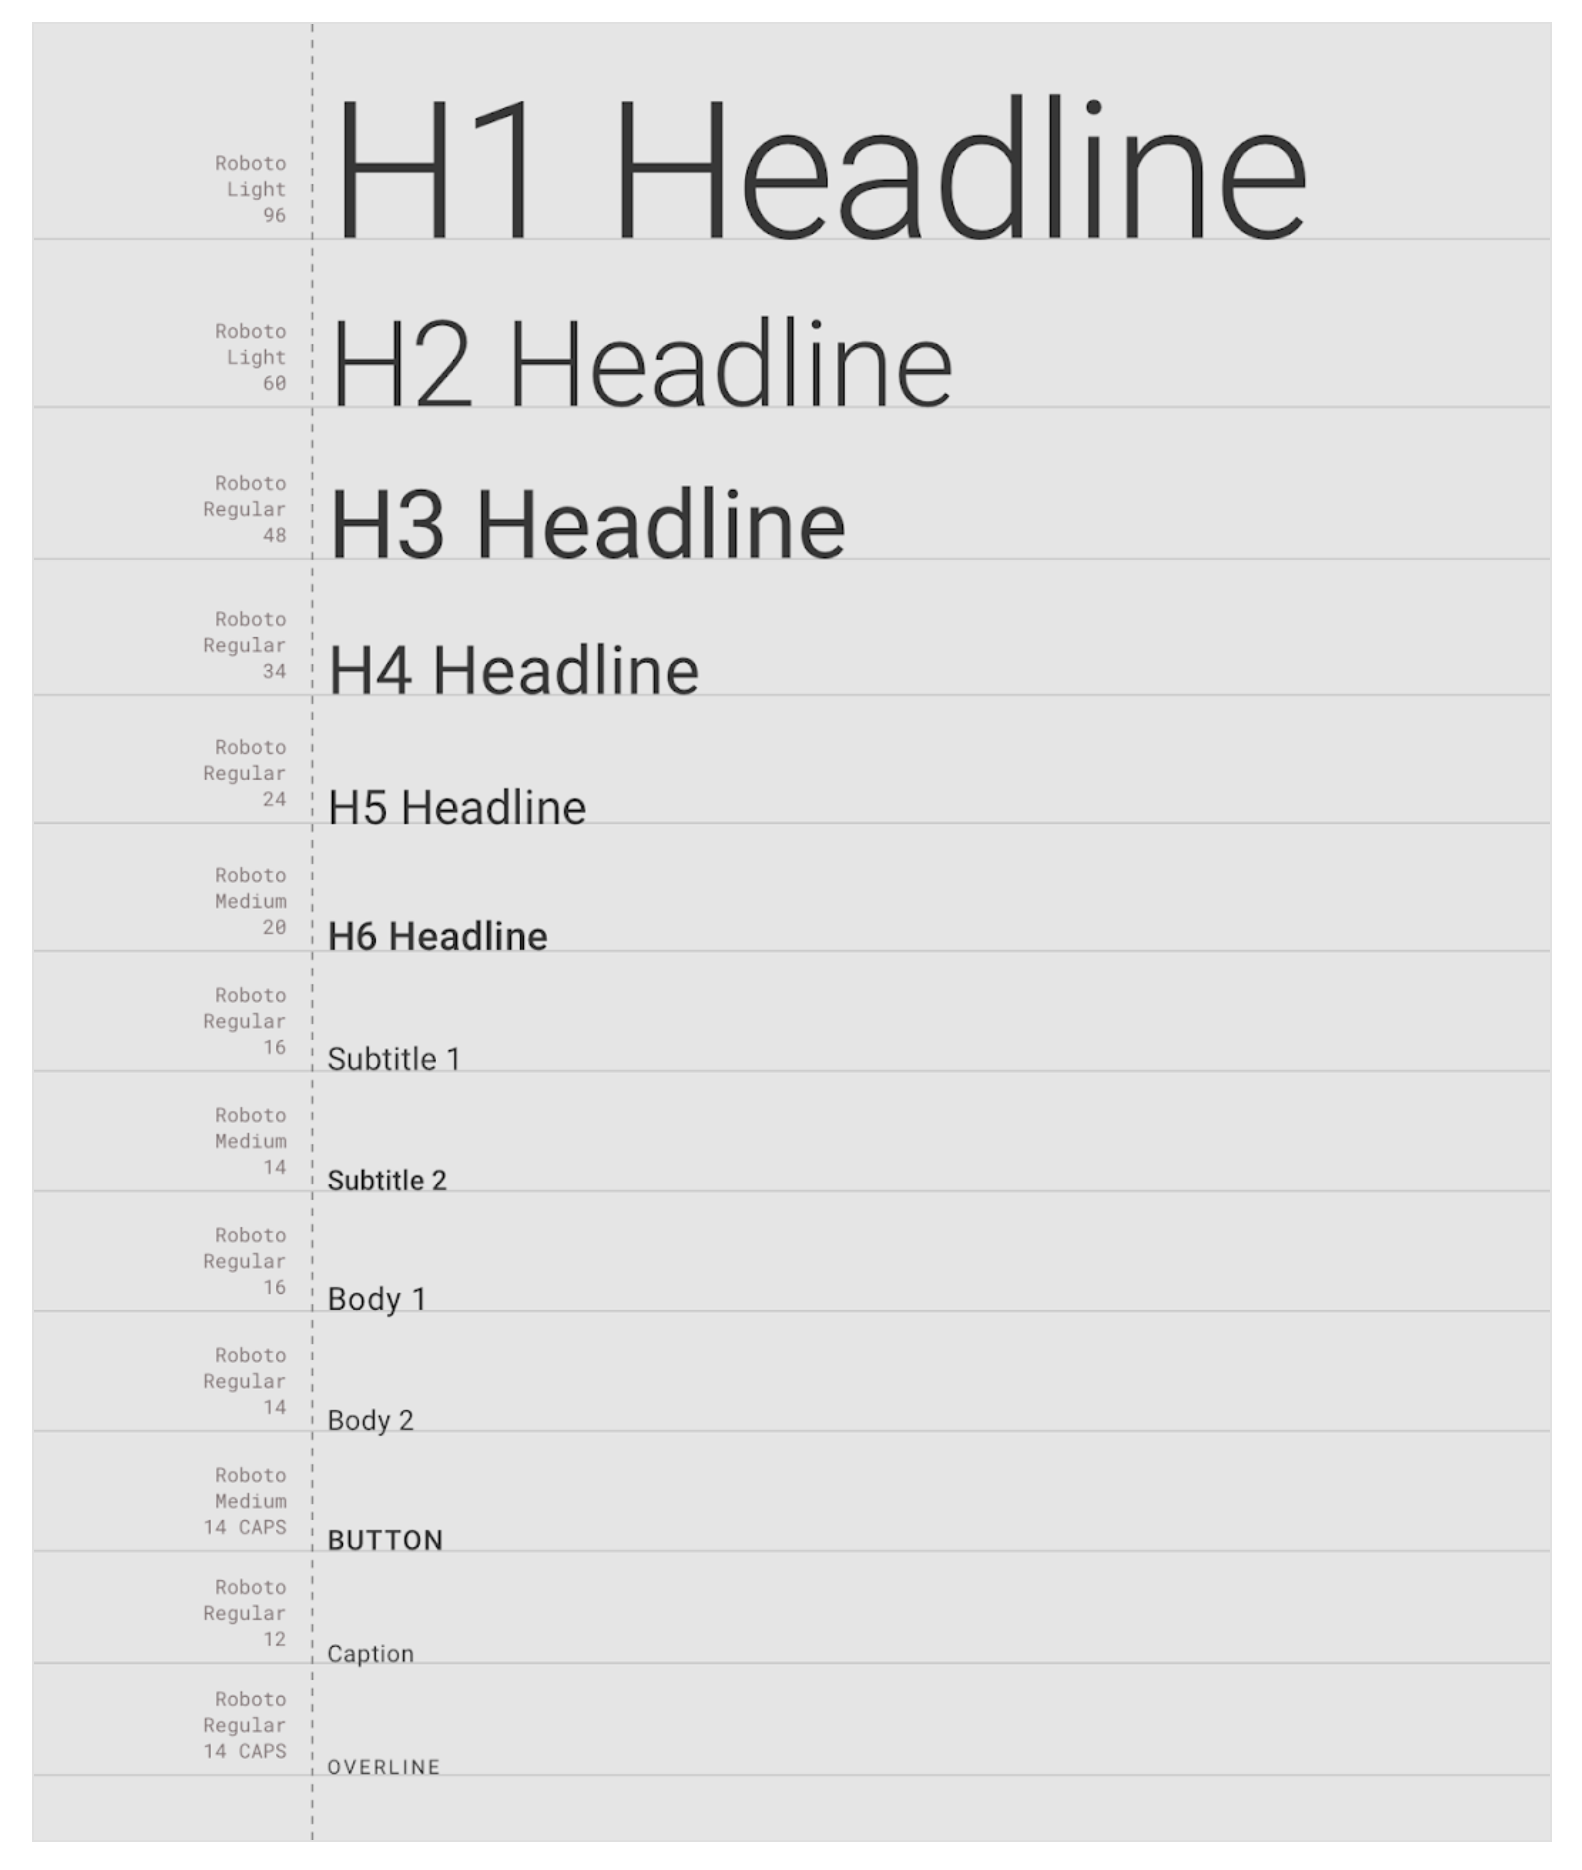 Roboto
Light
96
H1 Headline
Roboto
Light
60
H2 Headline
Roboto
Regular
48
H3 Headline
Roboto
Regular
34
H4 Headline
Roboto
Regular
24
H5 Headline
Roboto
Medium
20
H6 Headline
Roboto
Regular
16
Subtitle 1
Roboto
Medium
14
Subtitle 2
Roboto
Regular
16
Body 1
Roboto
Regular
14
Body 2
Roboto
Medium
14 CAPS
BUTTON
Roboto
Regular
12
Caption
Roboto
Regular
14 CAPS
OVERLINE